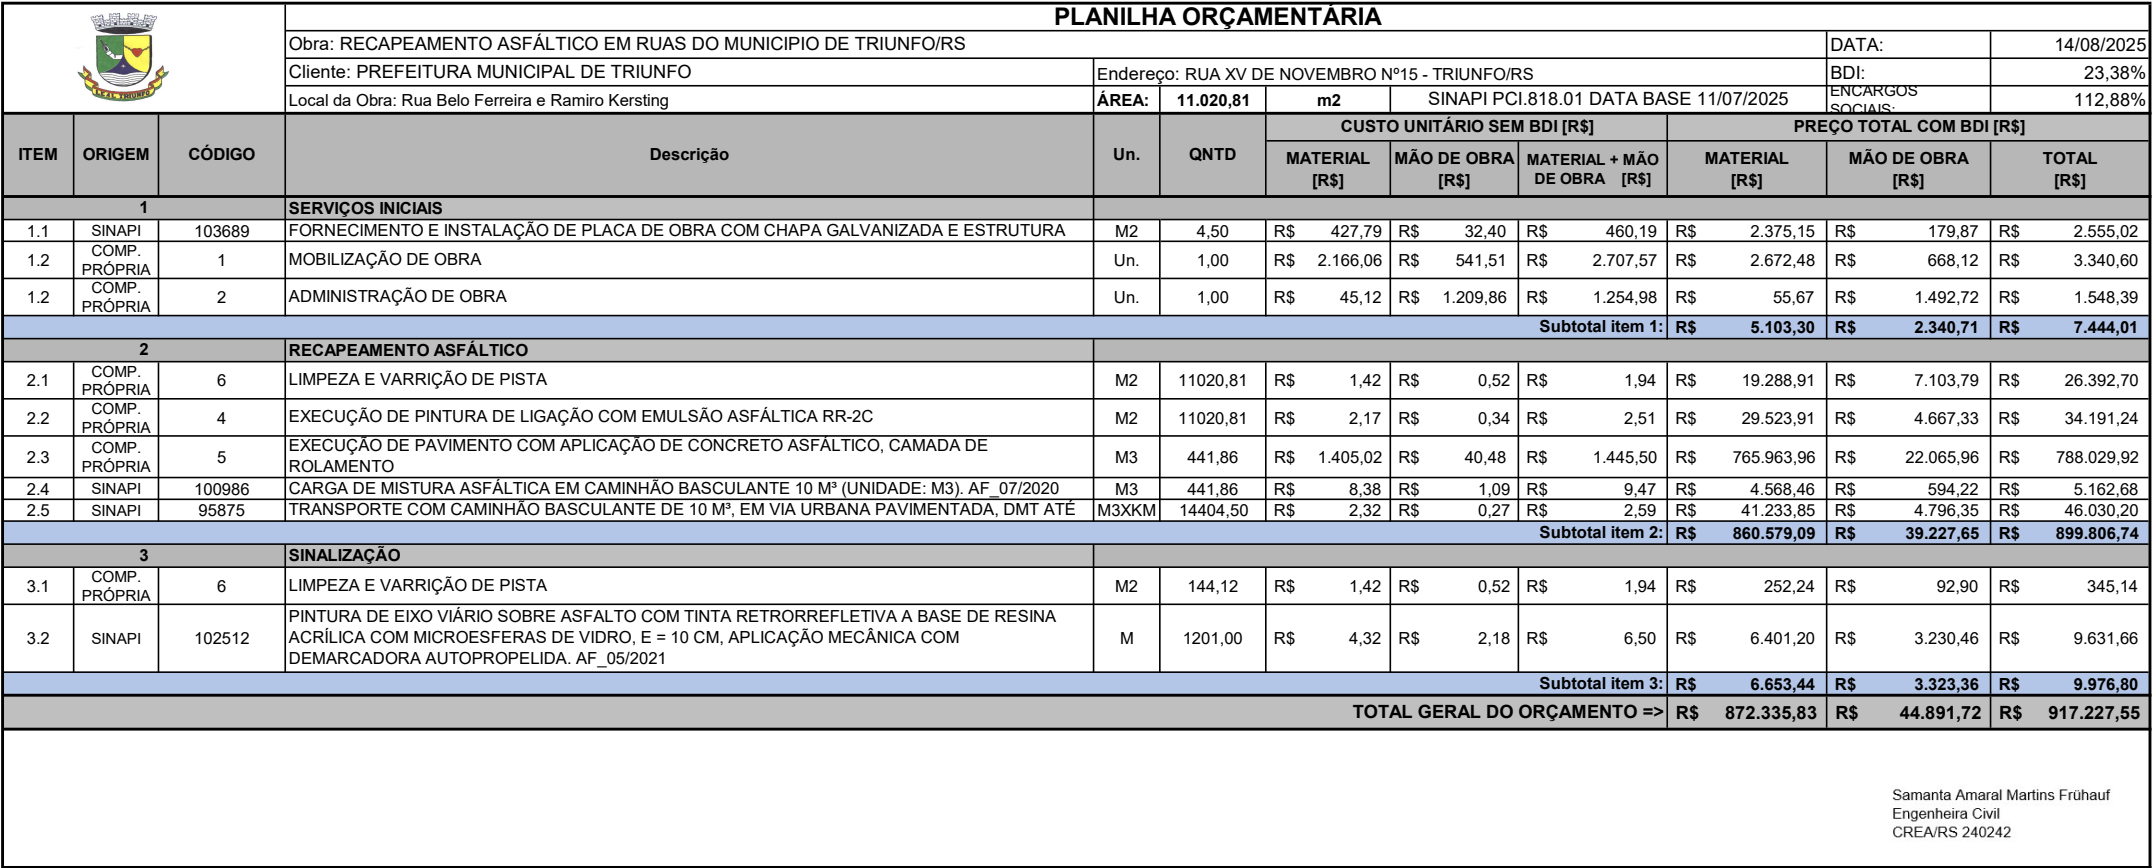 PLANILHA ORÇAMENTÁRIA
Obra: RECAPEAMENTO ASFÁLTICO EM RUAS DO MUNICIPIO DE TRIUNFO/RS DATA: 14/08/2025
Cliente: PREFEITURA MUNICIPAL DE TRIUNFO Endereço: RUA XV DE NOVEMBRO Nº15 - TRIUNFO/RS BDI: 23,38%
Local da Obra: Rua Belo Ferreira e Ramiro Kersting ÁREA: 11.020,81 m2 SINAPI PCI.818.01 DATA BASE 11/07/2025 ENCARGOS SOCIAIS: 112,88%
ITEM ORIGEM CÓDIGO Descrição Un. QNTD CUSTO UNITÁRIO SEM BDI [R$] PREÇO TOTAL COM BDI [R$]
MATERIAL [R$] MÃO DE OBRA [R$] MATERIAL + MÃO DE OBRA [R$] MATERIAL [R$] MÃO DE OBRA [R$] TOTAL [R$]
1 SERVIÇOS INICIAIS
1.1 SINAPI 103689 FORNECIMENTO E INSTALAÇÃO DE PLACA DE OBRA COM CHAPA GALVANIZADA E ESTRUTURA M2 4,50 R$ 427,79 R$ 32,40 R$ 460,19 R$ 2.375,15 R$ 179,87 R$ 2.555,02
1.2 COMP. PRÓPRIA 1 MOBILIZAÇÃO DE OBRA Un. 1,00 R$ 2.166,06 R$ 541,51 R$ 2.707,57 R$ 2.672,48 R$ 668,12 R$ 3.340,60
1.2 COMP. PRÓPRIA 2 ADMINISTRAÇÃO DE OBRA Un. 1,00 R$ 45,12 R$ 1.209,86 R$ 1.254,98 R$ 55,67 R$ 1.492,72 R$ 1.548,39
Subtotal item 1: R$ 5.103,30 R$ 2.340,71 R$ 7.444,01
2 RECAPEAMENTO ASFÁLTICO
2.1 COMP. PRÓPRIA 6 LIMPEZA E VARRIÇÃO DE PISTA M2 11020,81 R$ 1,42 R$ 0,52 R$ 1,94 R$ 19.288,91 R$ 7.103,79 R$ 26.392,70
2.2 COMP. PRÓPRIA 4 EXECUÇÃO DE PINTURA DE LIGAÇÃO COM EMULSÃO ASFÁLTICA RR-2C M2 11020,81 R$ 2,17 R$ 0,34 R$ 2,51 R$ 29.523,91 R$ 4.667,33 R$ 34.191,24
2.3 COMP. PRÓPRIA 5 EXECUÇÃO DE PAVIMENTO COM APLICAÇÃO DE CONCRETO ASFÁLTICO, CAMADA DE
ROLAMENTO M3 441,86 R$ 1.405,02 R$ 40,48 R$ 1.445,50 R$ 765.963,96 R$ 22.065,96 R$ 788.029,92
2.4 SINAPI 100986 CARGA DE MISTURA ASFÁLTICA EM CAMINHÃO BASCULANTE 10 M³ (UNIDADE: M3). AF_07/2020 M3 441,86 R$ 8,38 R$ 1,09 R$ 9,47 R$ 4.568,46 R$ 594,22 R$ 5.162,68
2.5 SINAPI 95875 TRANSPORTE COM CAMINHÃO BASCULANTE DE 10 M³, EM VIA URBANA PAVIMENTADA, DMT ATÉ M3XKM 14404,50 R$ 2,32 R$ 0,27 R$ 2,59 R$ 41.233,85 R$ 4.796,35 R$ 46.030,20
Subtotal item 2: R$ 860.579,09 R$ 39.227,65 R$ 899.806,74
3 SINALIZAÇÃO
3.1 COMP. PRÓPRIA 6 LIMPEZA E VARRIÇÃO DE PISTA M2 144,12 R$ 1,42 R$ 0,52 R$ 1,94 R$ 252,24 R$ 92,90 R$ 345,14
3.2 SINAPI 102512 PINTURA DE EIXO VIÁRIO SOBRE ASFALTO COM TINTA RETRORREFLETIVA A BASE DE RESINA
ACRÍLICA COM MICROESFERAS DE VIDRO, E = 10 CM, APLICAÇÃO MECÂNICA COM
DEMARCADORA AUTOPROPELIDA. AF_05/2021 M 1201,00 R$ 4,32 R$ 2,18 R$ 6,50 R$ 6.401,20 R$ 3.230,46 R$ 9.631,66
Subtotal item 3: R$ 6.653,44 R$ 3.323,36 R$ 9.976,80
TOTAL GERAL DO ORÇAMENTO => R$ 872.335,83 R$ 44.891,72 R$ 917.227,55
Samanta Amaral Martins Frühauf
Engenheira Civil
CREA/RS 240242